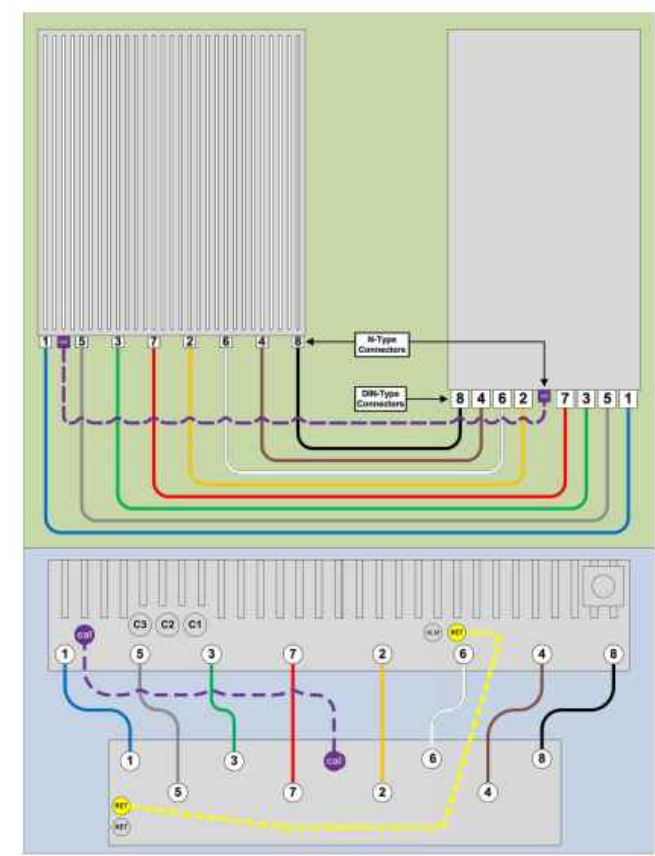 1 cal 5 3 7 2 6 4 8
N-Type
Connectors
DIN-Type
Connectors
8 4 6 2 cal 7 3 5 1
cal
C3 C2 C1
ALM RET
1 5 3 7 2 6 4 8
1 3 cal 6 8
5 7 2 4
RET
RET